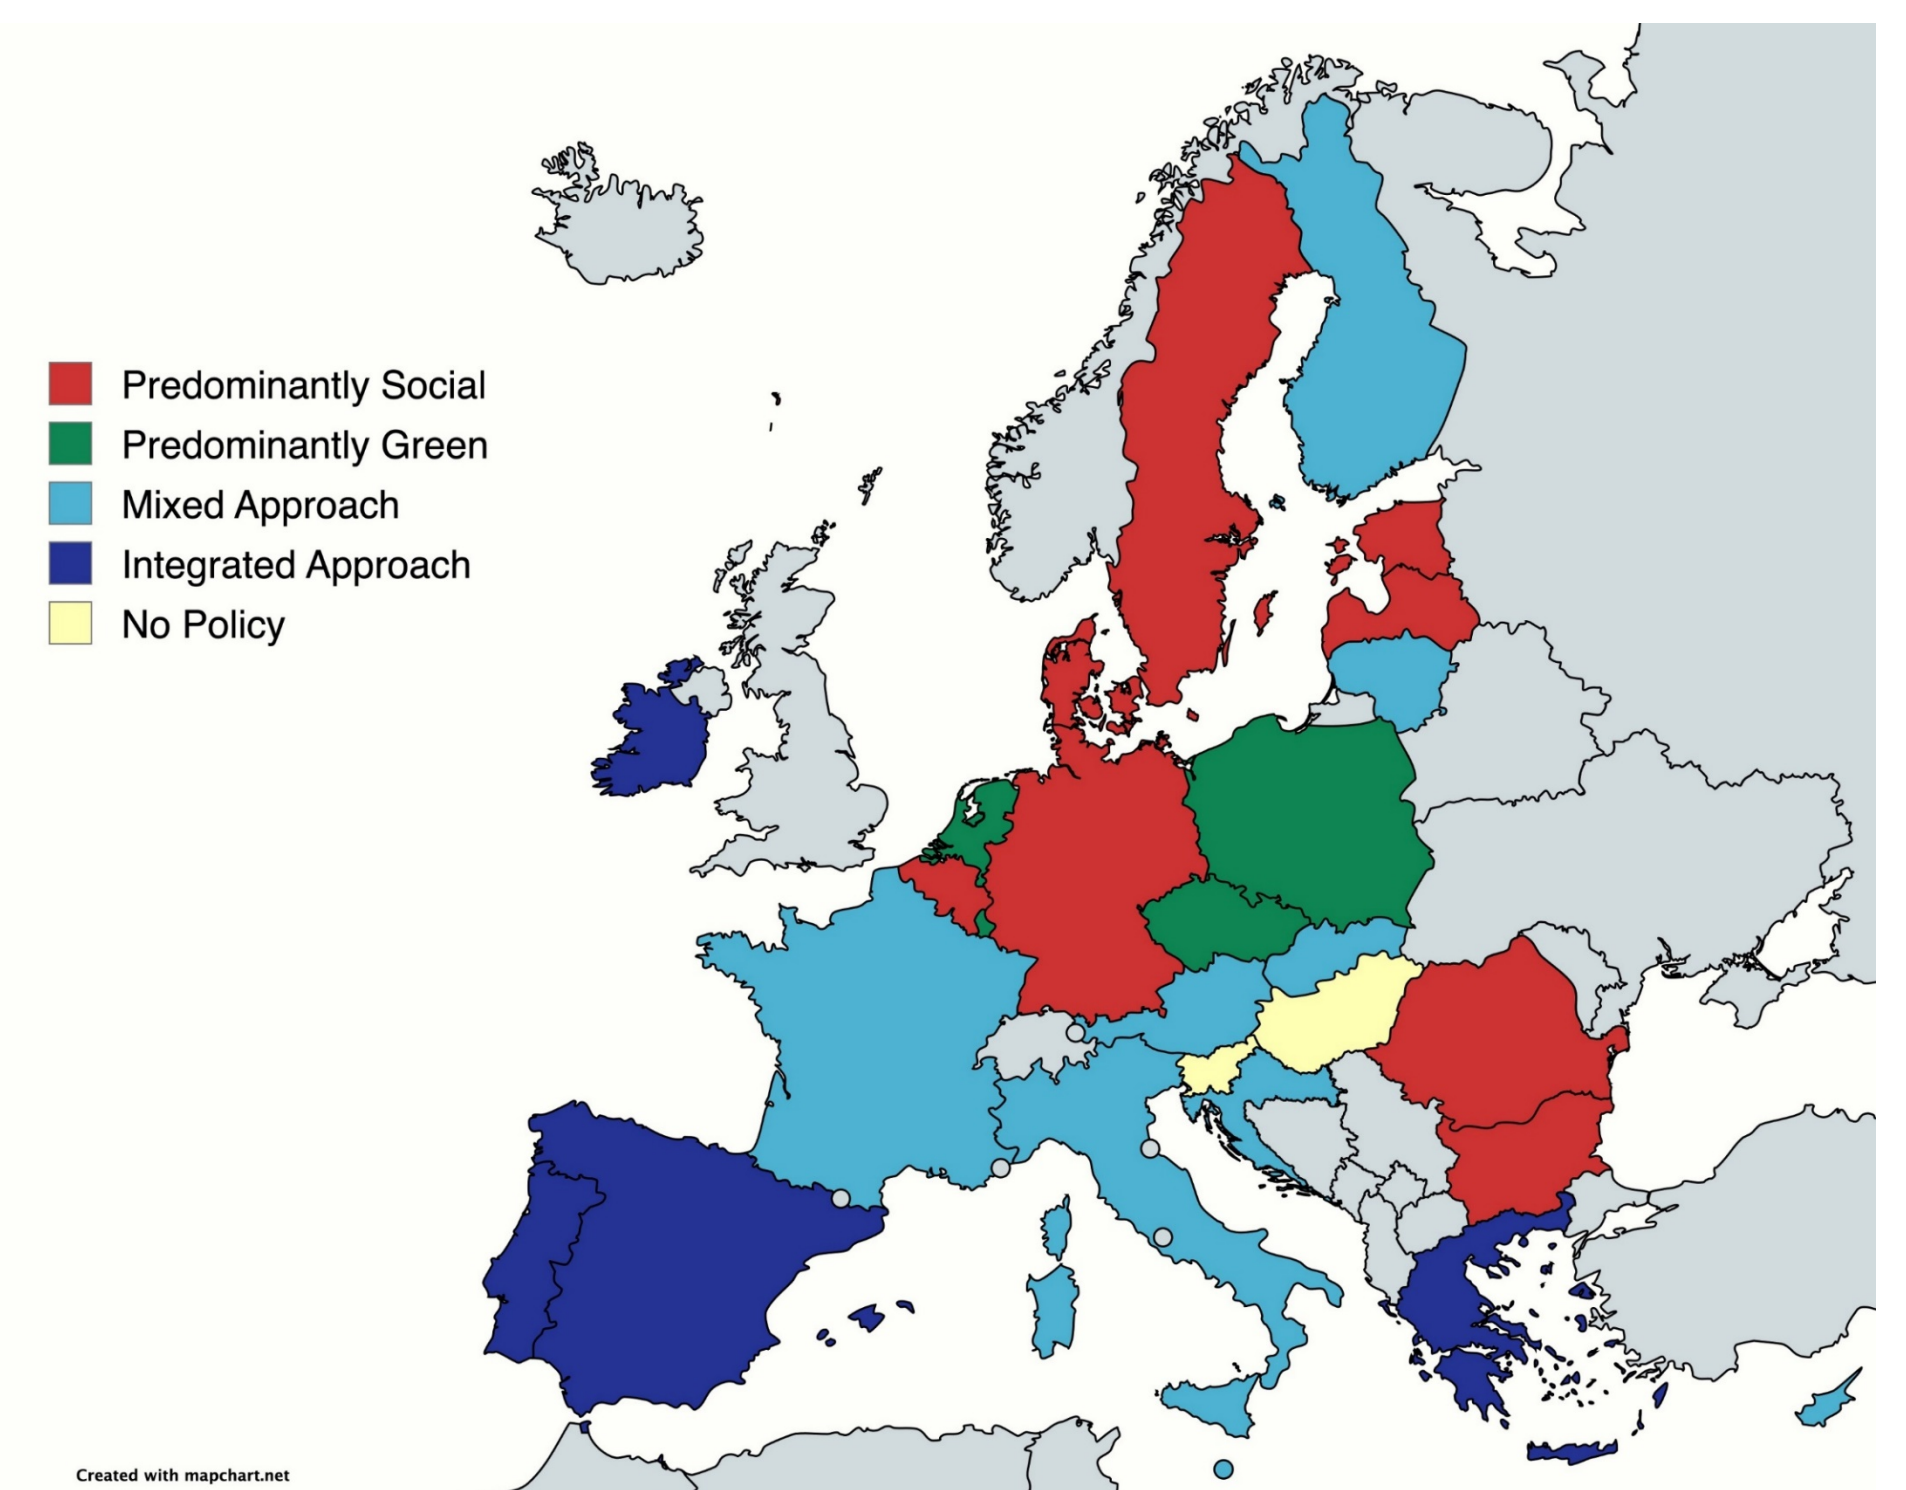 Predominantly Social
Predominantly Green
Mixed Approach
Integrated Approach
No Policy
Created with mapchart.net